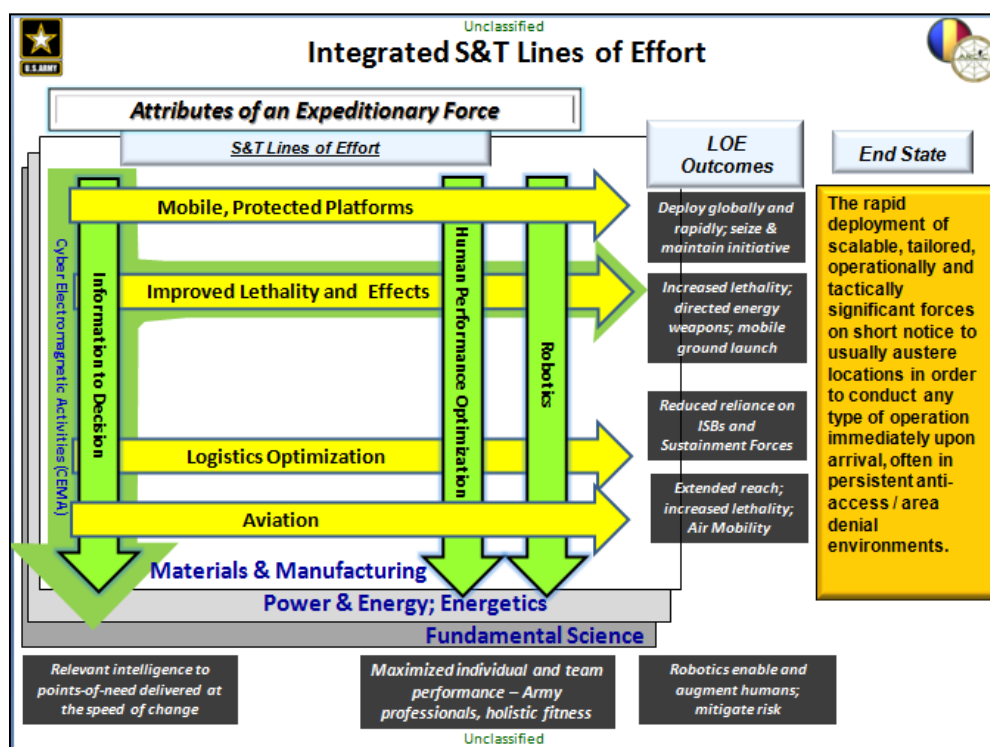 Unclassified
Integrated S&T Lines of Effort
U.S.ARMY
ARCIC
Attributes of an Expeditionary Force
S&T Lines of Effort
LOE
Outcomes
End State
Mobile, Protected Platforms
Improved Lethality and Effects
Logistics Optimization
Aviation
Cyber Electromagnetic Activities (CEMA)
Information to Decision
Human Performance Optimization
Robotics
Materials & Manufacturing
Power & Energy; Energetics
Fundamental Science
Deploy globally and
rapidly; seize &
maintain initiative
Increased lethality;
directed energy
weapons; mobile
ground launch
Reduced reliance on
ISBs and
Sustainment Forces
Extended reach;
increased lethality;
Air Mobility
The rapid
deployment of
scalable, tailored,
operationally and
tactically
significant forces
on short notice to
usually austere
locations in order
to conduct any
type of operation
immediately upon
arrival, often in
persistent anti-
access / area
denial
environments.
Relevant intelligence to
points-of-need delivered at
the speed of change
Maximized individual and team
performance – Army
professionals, holistic fitness
Robotics enable and
augment humans;
mitigate risk
Unclassified